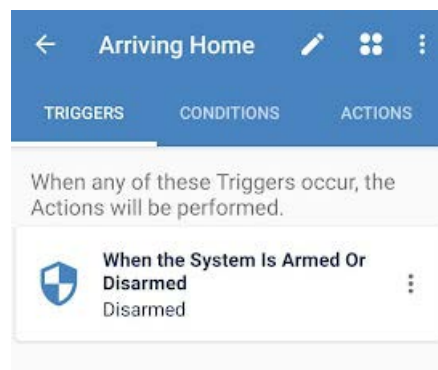 Arriving Home
TRIGGERS CONDITIONS ACTIONS
When any of these Triggers occur, the
Actions will be performed.
When the System Is Armed Or
Disarmed
Disarmed